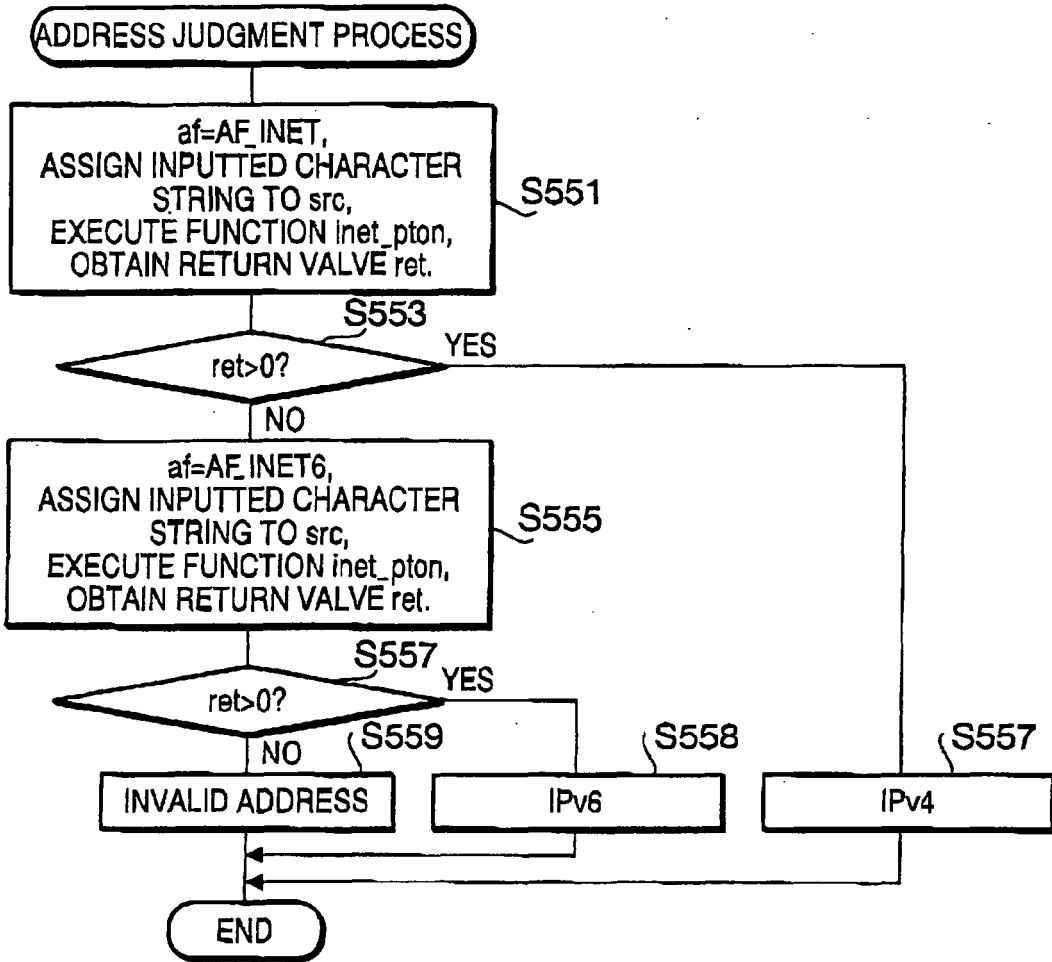 ADDRESS JUDGMENT PROCESS
af=AF_INET,
ASSIGN INPUTTED CHARACTER
STRING TO src,
EXECUTE FUNCTION inet_pton,
OBTAIN RETURN VALVE ret.
S551
S553
ret>0?
YES
NO
af=AF_INET6,
ASSIGN INPUTTED CHARACTER
STRING TO src,
EXECUTE FUNCTION inet_pton,
OBTAIN RETURN VALVE ret.
S555
S557
ret>0?
YES
NO
S559
INVALID ADDRESS
S558
IPv6
S557
IPv4
END